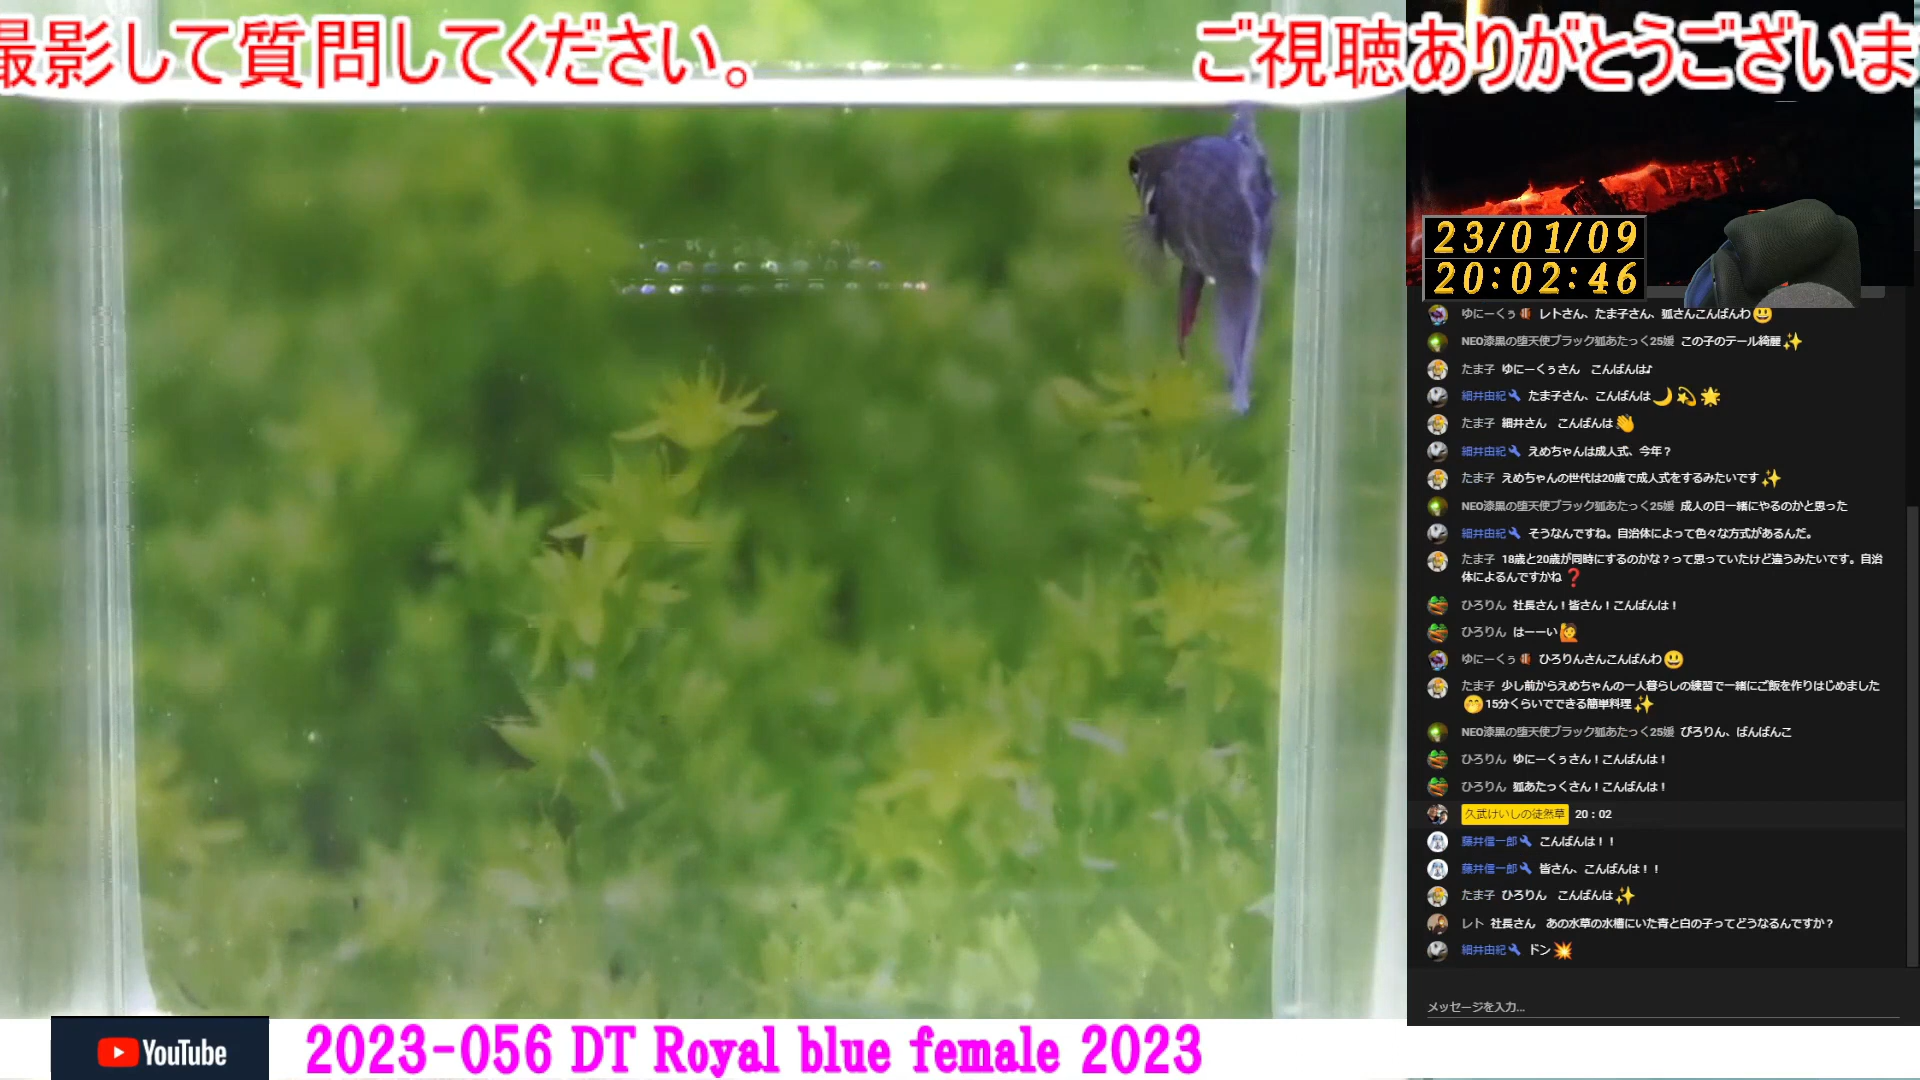 最影して質問してください。
ご視聴ありがとうございま
23/01/09
20:02:46
ゆにーくぅ レトさん、たま子さん、狐さんこんばんわ😃
NEO漆黒の堕天使ブラック狐あたっく25媛 この子のテール綺麗✨
たま子 ゆにーくぅさん こんばんは♪
細井由紀 たま子さん、こんばんは🌙💫🌟
たま子 細井さん こんばんは👋
細井由紀 えめちゃんは成人式、今年？
たま子 えめちゃんの世代は20歳で成人式をするみたいです✨
NEO漆黒の堕天使ブラック狐あたっく25媛 成人の日一緒にやるのかと思った
細井由紀 そうなんですね。自治体によって色々な方式があるんだ。
たま子 18歳と20歳が同時にするのかな？って思っていたけど違うみたいです。自治
体によるんですかね❓
ひろりん 社長さん！皆さん！こんばんは！
ひろりん はーーい🙋
ゆにーくぅ ひろりんさんこんばんわ😃
たま子 少し前からえめちゃんの一人暮らしの練習で一緒にご飯を作りはじめました
🤭15分くらいでできる簡単料理✨
NEO漆黒の堕天使ブラック狐あたっく25媛 ぴろりん、ばんばんこ
ひろりん ゆにーくぅさん！こんばんは！
ひろりん 狐あたっくさん！こんばんは！
久武けいしの徒然草 20：02
藤井信一郎 こんばんは！！
藤井信一郎 皆さん、こんばんは！！
たま子 ひろりん こんばんは✨
レト 社長さん あの水草の水槽にいた青と白の子ってどうなるんですか？
細井由紀 ドン💥
メッセージを入力...
YouTube
2023-056 DT Royal blue female 2023